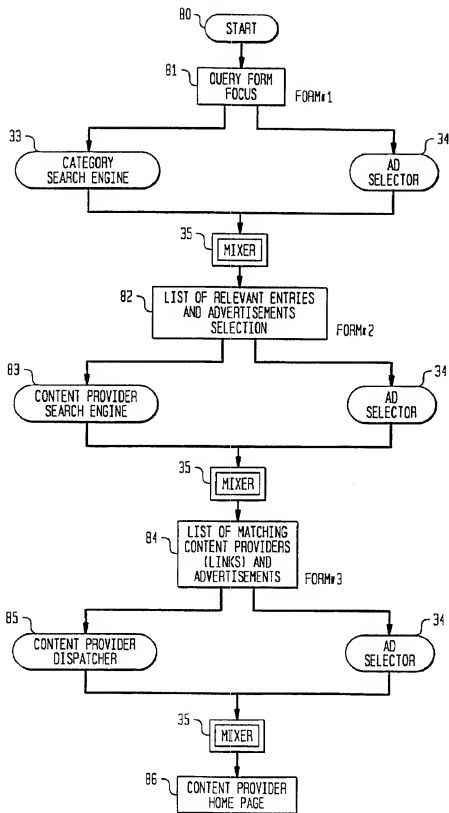 80
START
81
QUERY FORM
FOCUS
FORM#1
33
CATEGORY
SEARCH ENGINE
34
AD
SELECTOR
35
MIXER
82
LIST OF RELEVANT ENTRIES
AND ADVERTISEMENTS
SELECTION
FORM#2
83
CONTENT PROVIDER
SEARCH ENGINE
34
AD
SELECTOR
35
MIXER
84
LIST OF MATCHING
CONTENT PROVIDERS
(LINKS) AND
ADVERTISEMENTS
FORM#3
85
CONTENT PROVIDER
DISPATCHER
34
AD
SELECTOR
35
MIXER
86
CONTENT PROVIDER
HOME PAGE